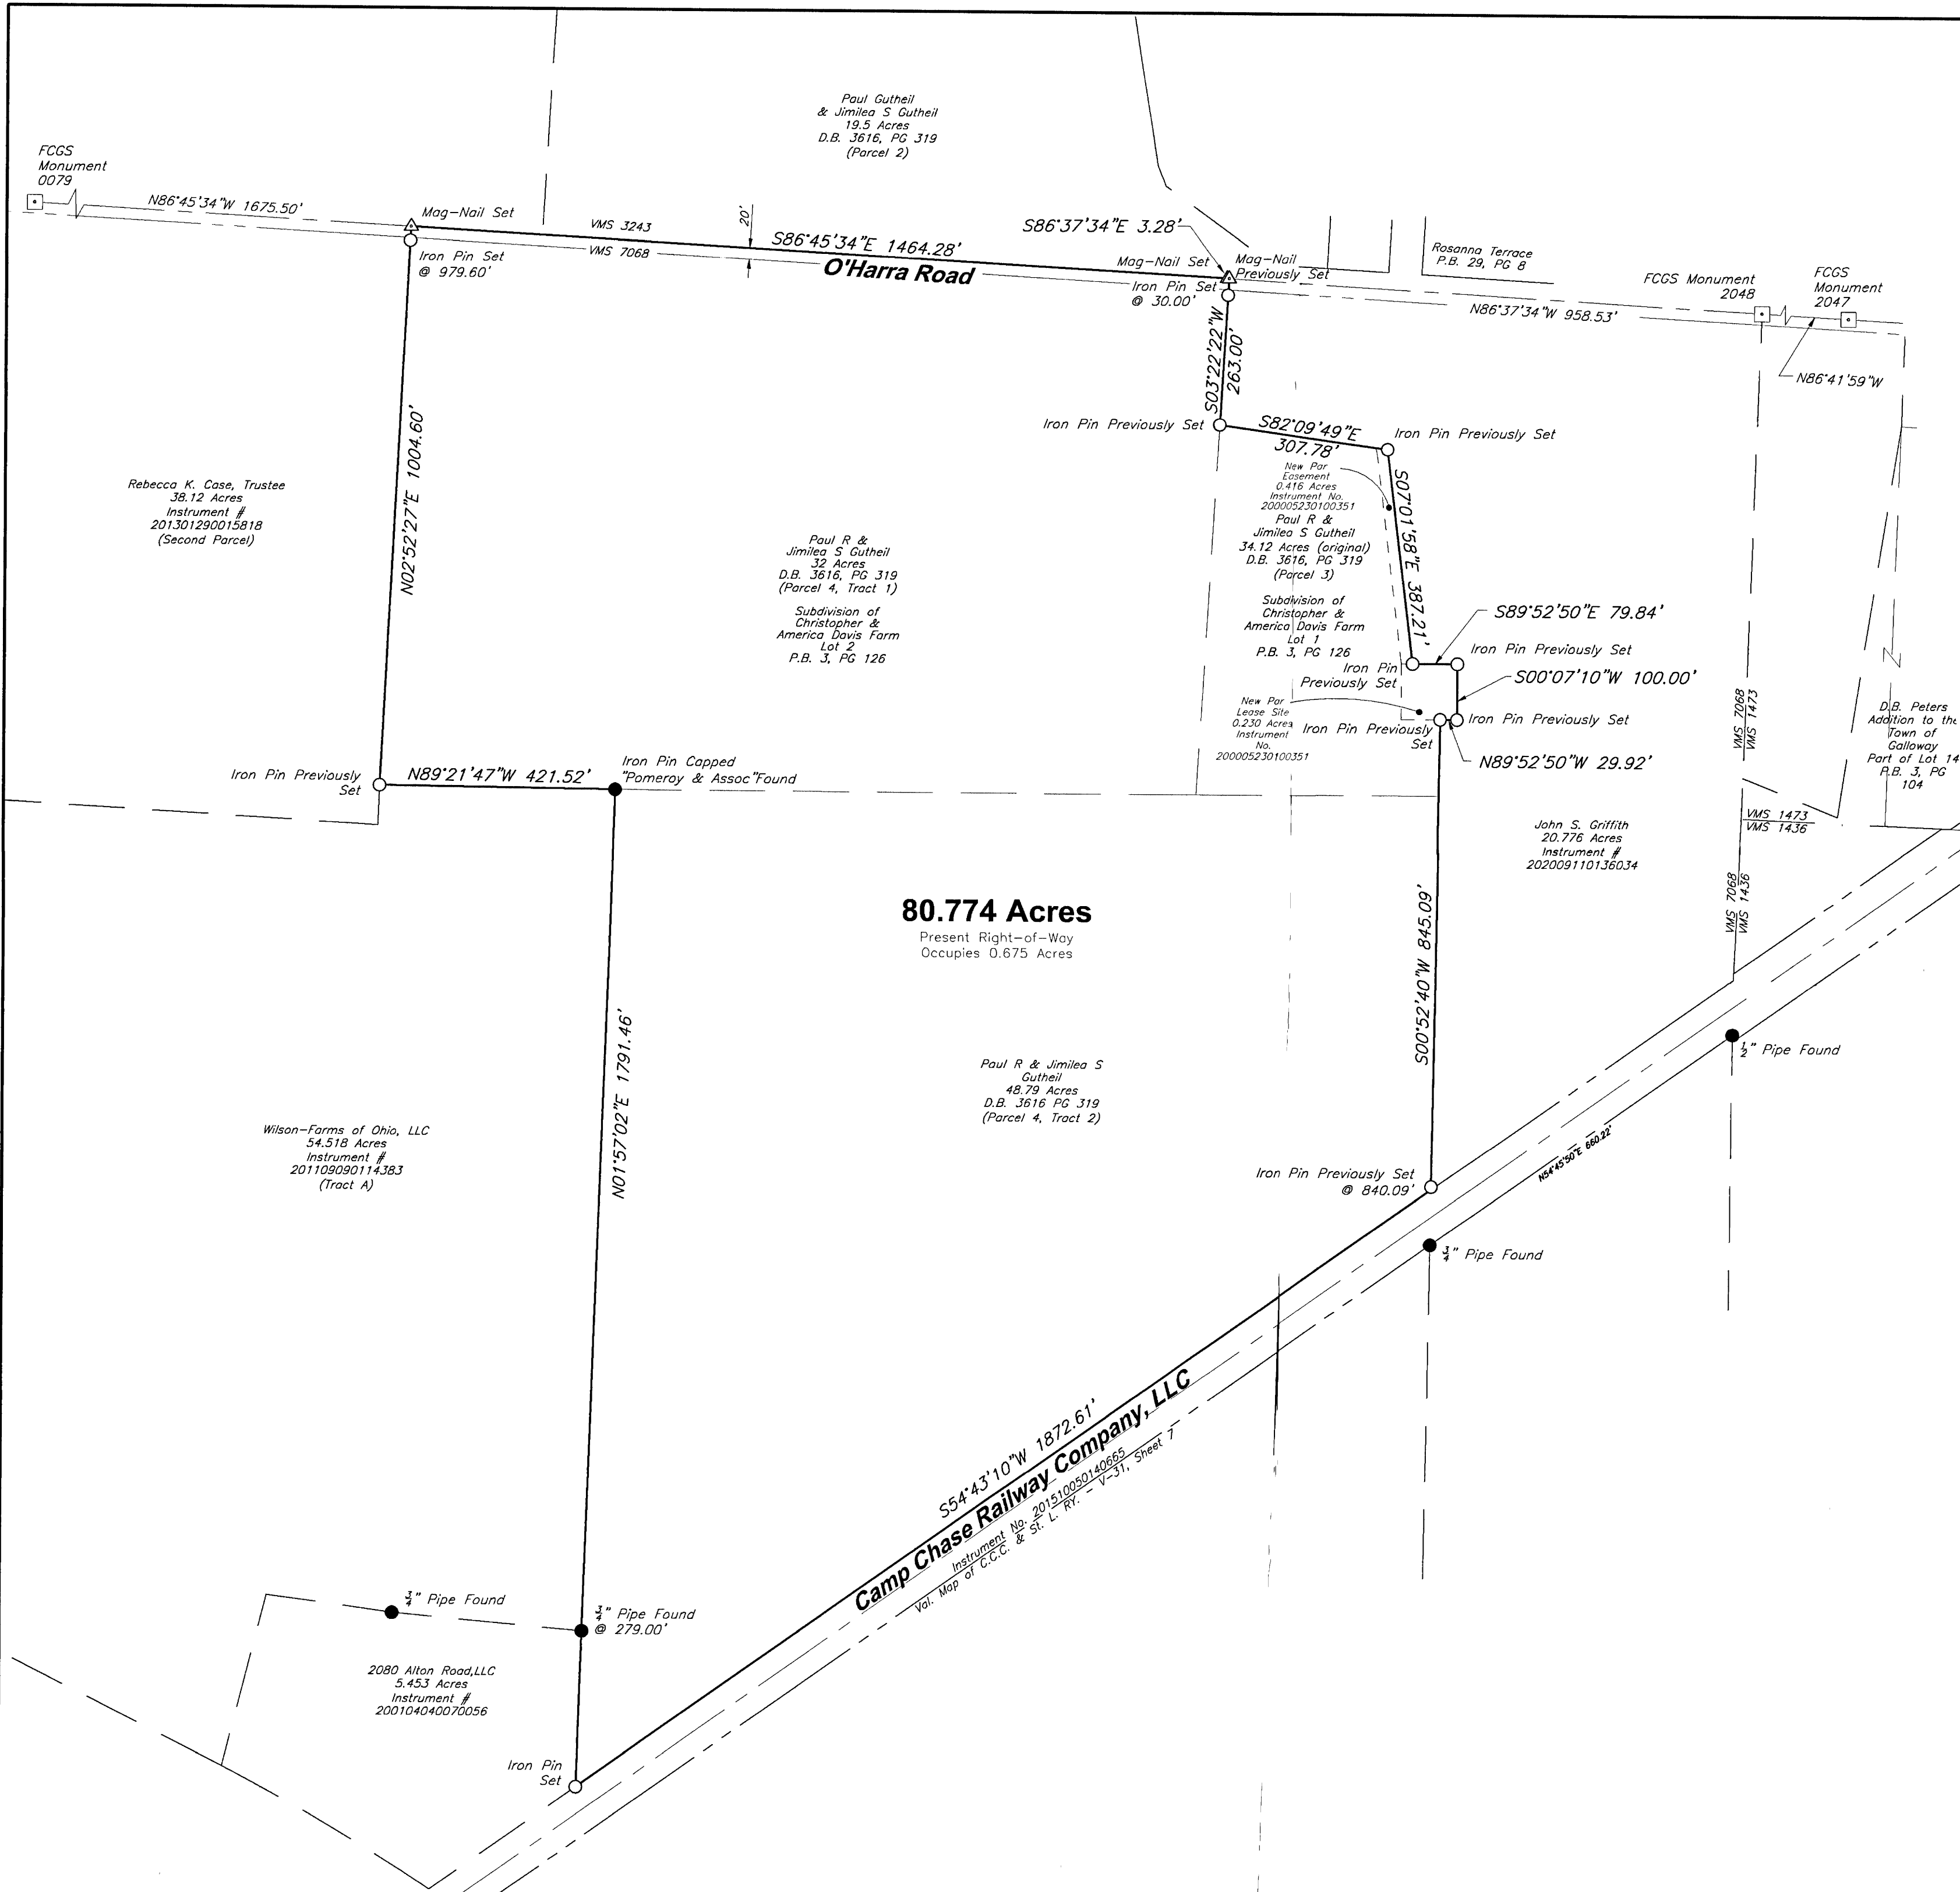 Paul Gutheil
& Jimilea S Gutheil
19.5 Acres
D.B. 3616, PG 319
(Parcel 2)
FCGS
Monument
0079
N86°45'34"W 1675.50'
Mag-Nail Set
VMS 3243
VMS 7068
20'
S86°45'34"E 1464.28'
O'Harra Road
S86°37'34"E 3.28'
Mag-Nail Set
Mag-Nail
Previously Set
Iron Pin Set
@ 979.60'
Iron Pin Set
@ 30.00'
Rosanna Terrace
P.B. 29, PG 8
FCGS Monument
2048
FCGS
Monument
2047
N86°37'34"W 958.53'
N86°41'59"W
S03°22'22"W
263.00'
Iron Pin Previously Set
S82°09'49"E
307.78'
Iron Pin Previously Set
New Par
Easement
0.416 Acres
Instrument No.
200005230100351
Paul R &
Jimilea S Gutheil
34.12 Acres (original)
D.B. 3616, PG 319
(Parcel 3)
Subdivision of
Christopher &
America Davis Farm
Lot 1
P.B. 3, PG 126
S07°01'58"E 387.21'
Rebecca K. Case, Trustee
38.12 Acres
Instrument #
201301290015818
(Second Parcel)
N02°52'27"E 1004.60'
Paul R &
Jimilea S Gutheil
32 Acres
D.B. 3616, PG 319
(Parcel 4, Tract 1)
Subdivision of
Christopher &
America Davis Farm
Lot 2
P.B. 3, PG 126
S89°52'50"E 79.84'
Iron Pin Previously Set
Iron Pin
Previously Set
S00°07'10"W 100.00'
New Par
Lease Site
0.230 Acres
Instrument
No.
200005230100351
Iron Pin Previously
Set
Iron Pin Previously Set
N89°52'50"W 29.92'
VMS 7068
VMS 1473
D.B. Peters
Addition to the
Town of
Galloway
Part of Lot 14
P.B. 3, PG
104
Iron Pin Previously
Set
N89°21'47"W 421.52'
Iron Pin Capped
"Pomeroy & Assoc"Found
VMS 1473
VMS 1436
John S. Griffith
20.776 Acres
Instrument #
202009110136034
VMS 7068
VMS 1436
80.774 Acres
Present Right-of-Way
Occupies 0.675 Acres
S00°52'40"W 845.09'
N01°57'02"E 1791.46'
Paul R & Jimilea S
Gutheil
48.79 Acres
D.B. 3616 PG 319
(Parcel 4, Tract 2)
Wilson-Farms of Ohio, LLC
54.518 Acres
Instrument #
201109090114383
(Tract A)
1/2" Pipe Found
N54°45'50"E 660.22'
Iron Pin Previously Set
@ 840.09'
3/4" Pipe Found
S54°43'10"W 1872.61'
Camp Chase Railway Company, LLC
Instrument No. 201510050140665
Val. Map of C.C.C. & St. L. RY. - V-31, Sheet 7
3/4" Pipe Found
3/4" Pipe Found
@ 279.00'
2080 Alton Road,LLC
5.453 Acres
Instrument #
200104040070056
Iron Pin
Set